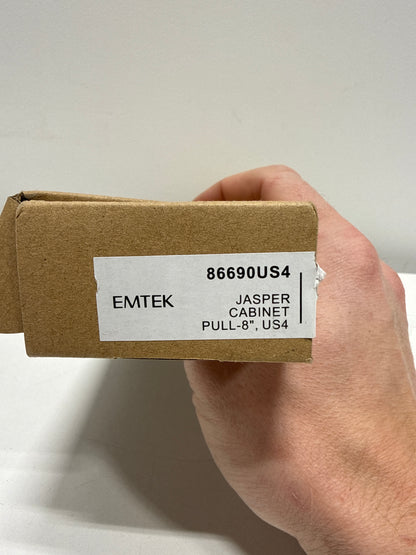 86690US4
EMTEK
JASPER
CABINET
PULL-8", US4